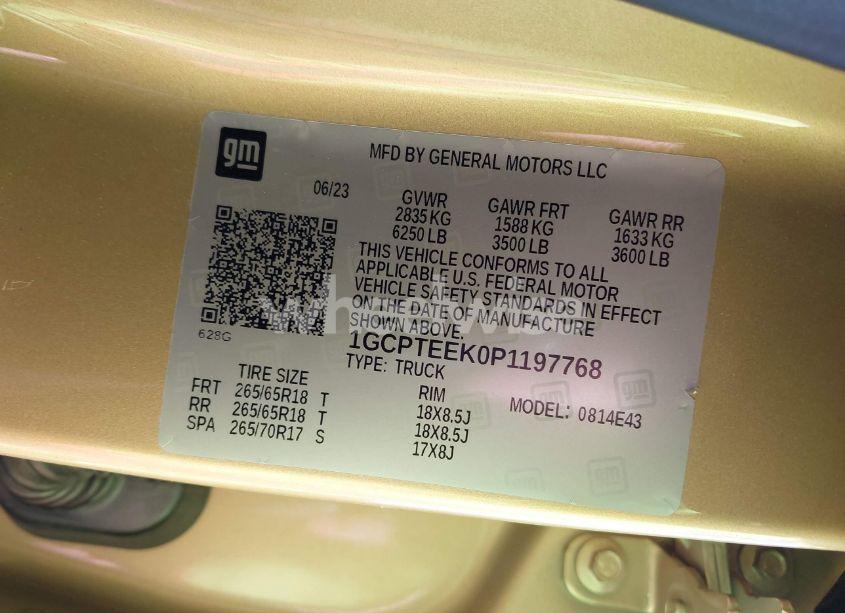 gm
MFD BY GENERAL MOTORS LLC
06/23
GVWR GAWR FRT GAWR RR
2835 KG 1588 KG 1633 KG
6250 LB 3500 LB 3600 LB
THIS VEHICLE CONFORMS TO ALL
APPLICABLE U.S. FEDERAL MOTOR
VEHICLE SAFETY STANDARDS IN EFFECT
ON THE DATE OF MANUFACTURE
SHOWN ABOVE.
628G
1GCPTEEK0P1197768
TYPE: TRUCK
TIRE SIZE RIM MODEL: 0814E43
FRT 265/65R18 T 18X8.5J
RR 265/65R18 T 18X8.5J
SPA 265/70R17 S 17X8J